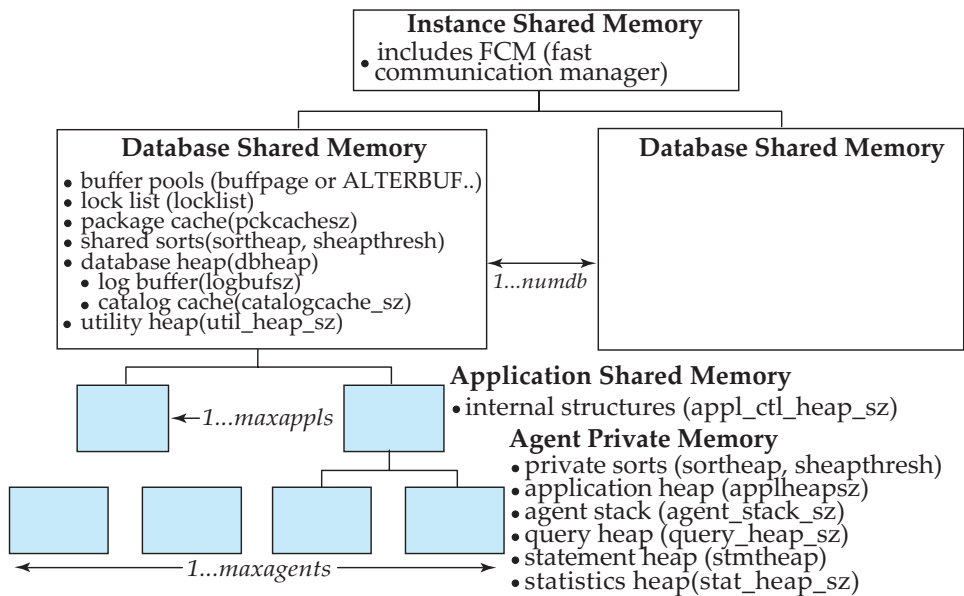 Instance Shared Memory
• includes FCM (fast
communication manager)
Database Shared Memory
• buffer pools (buffpage or ALTERBUF..)
• lock list (locklist)
• package cache(pckcachesz)
• shared sorts(sortheap, sheapthresh)
• database heap(dbheap)
• log buffer(logbufsz)
• catalog cache(catalogcache_sz)
• utility heap(util_heap_sz)
1...numdb
Database Shared Memory
1...maxappls
Application Shared Memory
• internal structures (appl_ctl_heap_sz)
Agent Private Memory
• private sorts (sortheap, sheapthresh)
• application heap (applheapsz)
• agent stack (agent_stack_sz)
• query heap (query_heap_sz)
• statement heap (stmtheap)
• statistics heap(stat_heap_sz)
1...maxagents